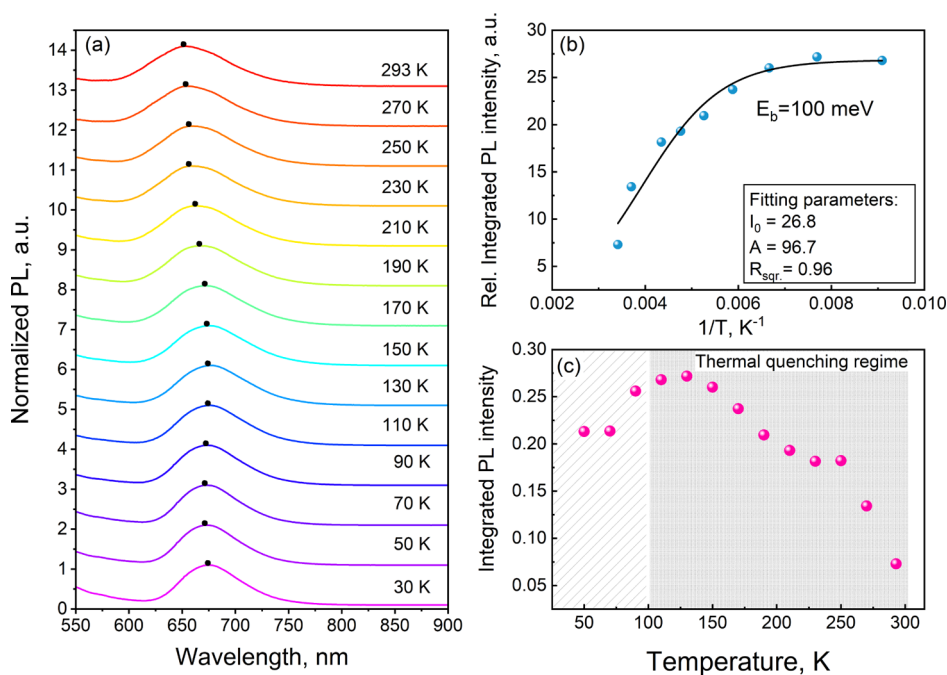 (a)
Normalized PL, a.u.
14
13
12
11
10
9
8
7
6
5
4
3
2
1
0
293 K
270 K
250 K
230 K
210 K
190 K
170 K
150 K
130 K
110 K
90 K
70 K
50 K
30 K
550 600 650 700 750 800 850 900
Wavelength, nm
(b)
Rel. Integrated PL intensity, a.u.
30
25
20
15
10
5
E_b=100 meV
Fitting parameters:
I_0 = 26.8
A = 96.7
R_sqr. = 0.96
0.002 0.004 0.006 0.008 0.010
1/T, K⁻¹
(c)
Thermal quenching regime
Integrated PL intensity
0.30
0.25
0.20
0.15
0.10
0.05
50 100 150 200 250 300
Temperature, K